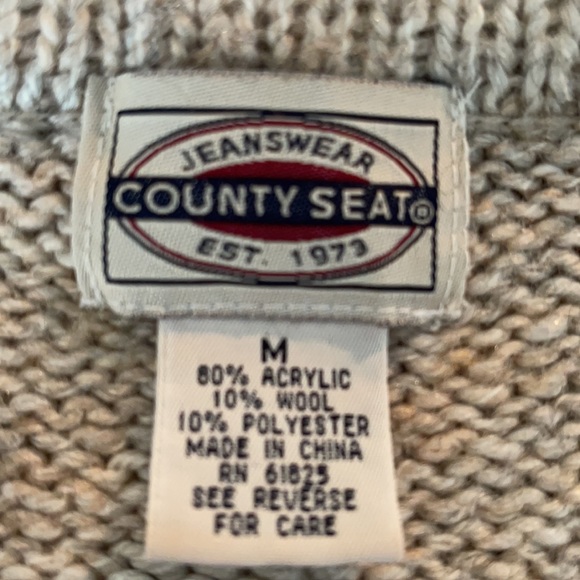 JEANSWEAR
COUNTY SEAT®
EST. 1973
M
80% ACRYLIC
10% WOOL
10% POLYESTER
MADE IN CHINA
RN 61825
SEE REVERSE
FOR CARE